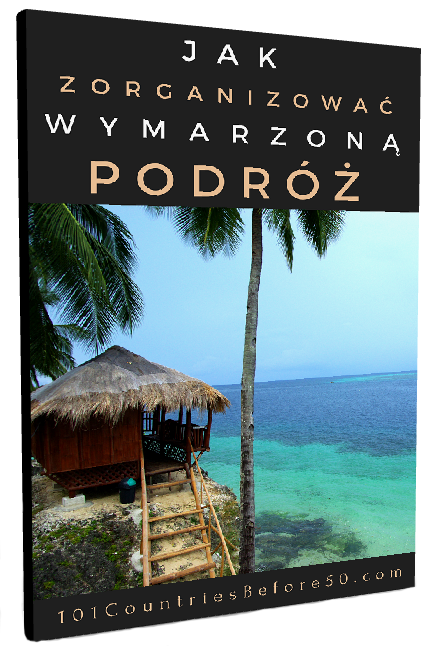 JAK
ZORGANIZOWAĆ
WYMARZONĄ
PODRÓŻ
101CountriesBefore50.com